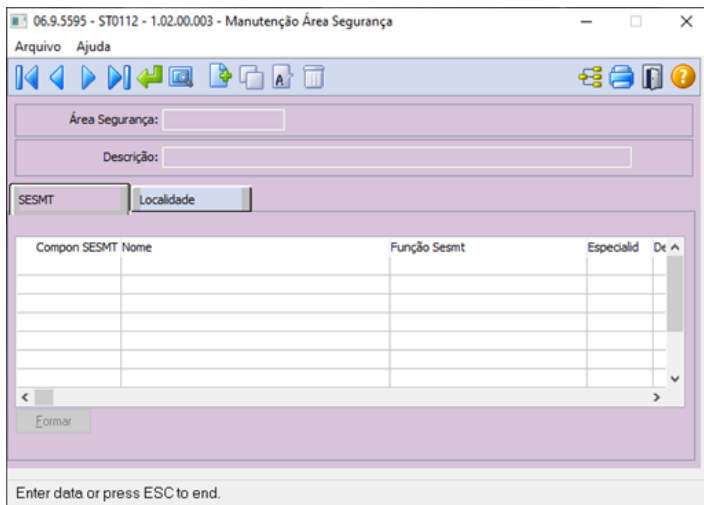 06.9.5595 - ST0112 - 1.02.00.003 - Manutenção Área Segurança
Arquivo Ajuda
Área Segurança:
Descrição:
SESMT Localidade
Compon SESMT Nome Função Sesmt Especialid De
Formar
Enter data or press ESC to end.